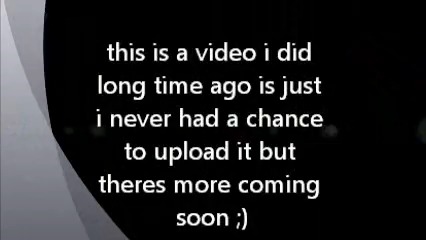 this is a video i did
long time ago is just
i never had a chance
to upload it but
theres more coming
soon ;)